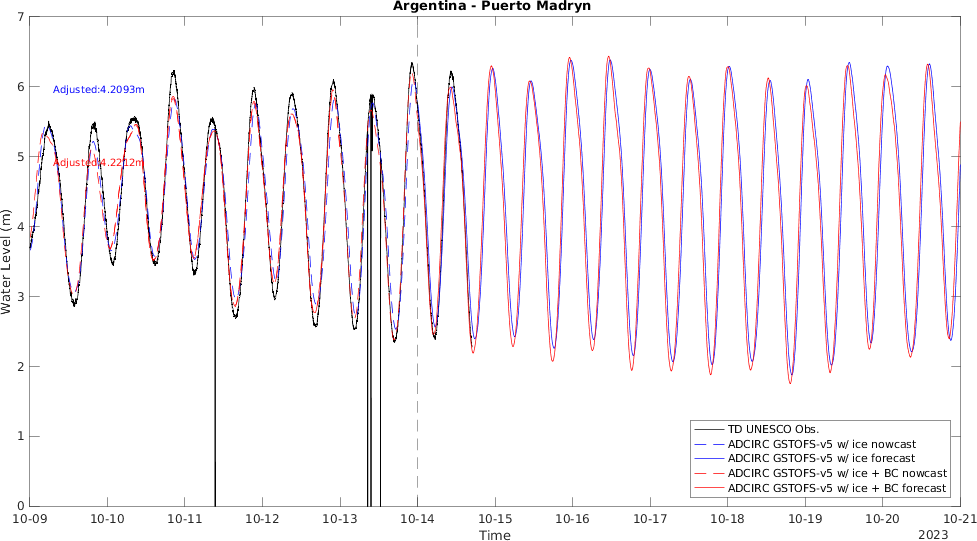 Argentina - Puerto Madryn
Water Level (m)
7
6
5
4
3
2
1
0
Adjusted:4.2093m
Adjusted:4.2212m
TD UNESCO Obs.
ADCIRC GSTOFS-v5 w/ ice nowcast
ADCIRC GSTOFS-v5 w/ ice forecast
ADCIRC GSTOFS-v5 w/ ice + BC nowcast
ADCIRC GSTOFS-v5 w/ ice + BC forecast
10-09 10-10 10-11 10-12 10-13 10-14 10-15 10-16 10-17 10-18 10-19 10-20 10-21
Time
2023